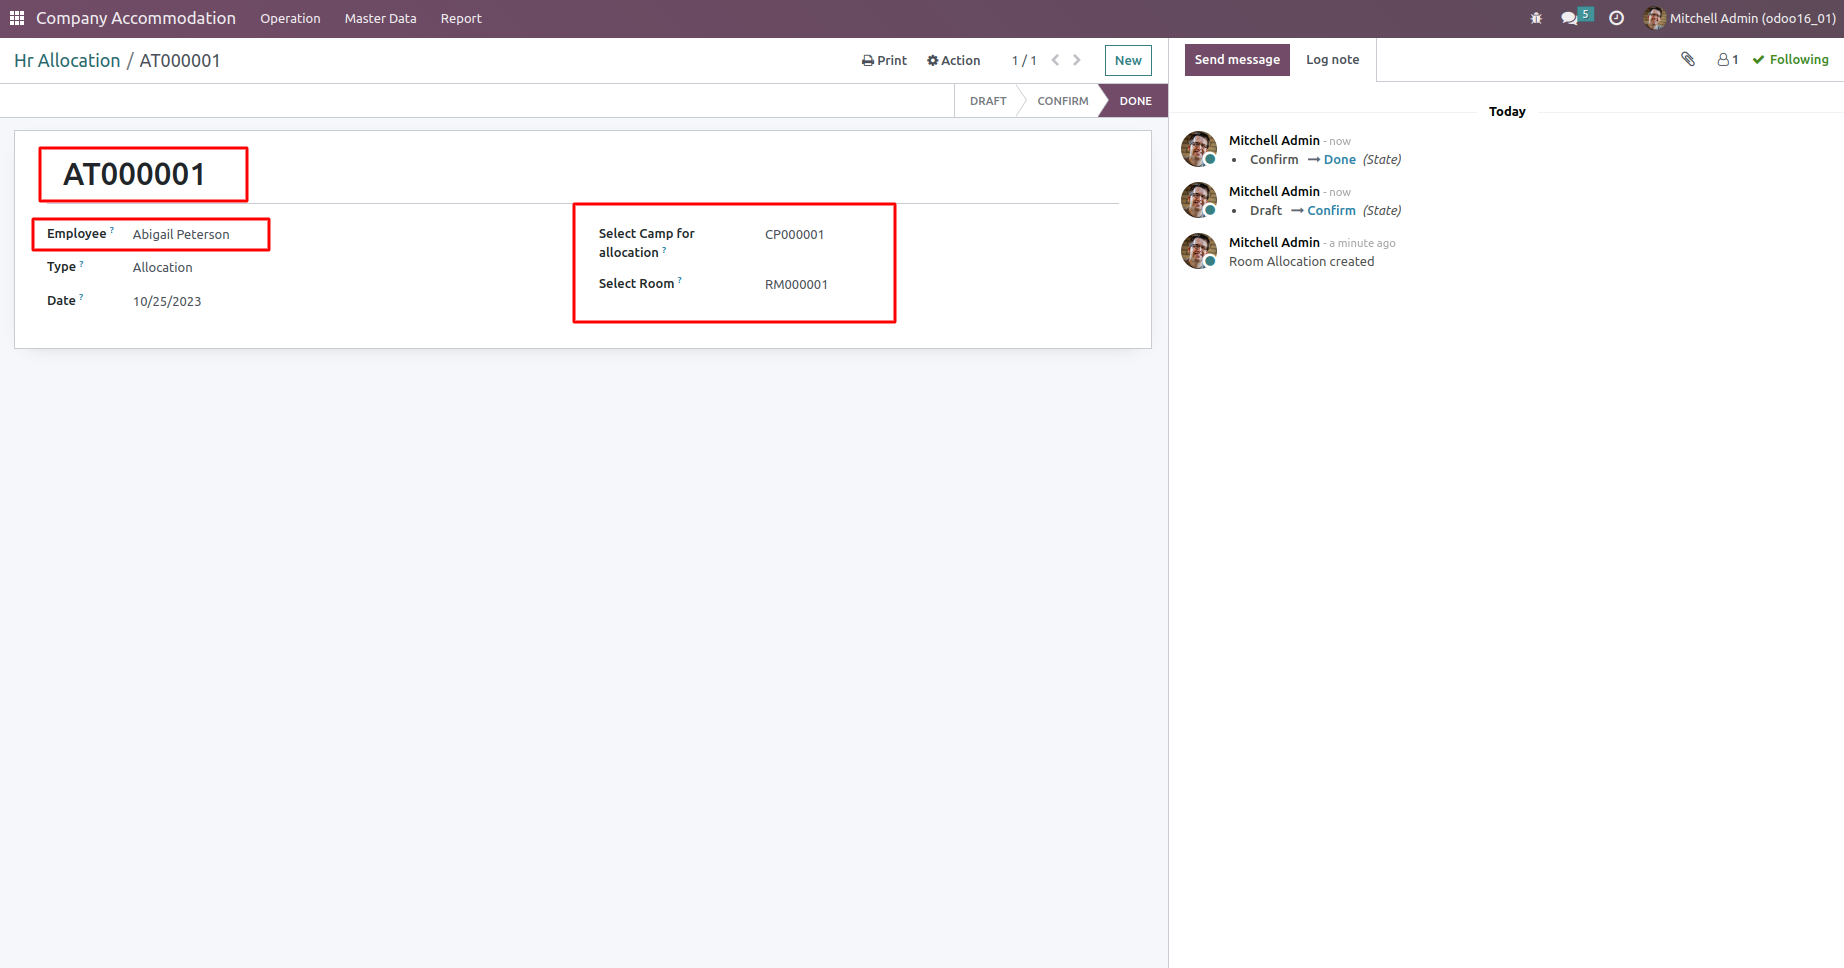 Company Accommodation Operation Master Data Report 5 Mitchell Admin (odoo16_01)
Hr Allocation / AT000001 Print Action 1 / 1 New Send message Log note 1 Following
DRAFT CONFIRM DONE
AT000001
Employee ? Abigail Peterson
Type ? Allocation
Date ? 10/25/2023
Select Camp for
allocation ? CP000001
Select Room ? RM000001
Today
Mitchell Admin - now
• Confirm → Done (State)
Mitchell Admin - now
• Draft → Confirm (State)
Mitchell Admin - a minute ago
Room Allocation created